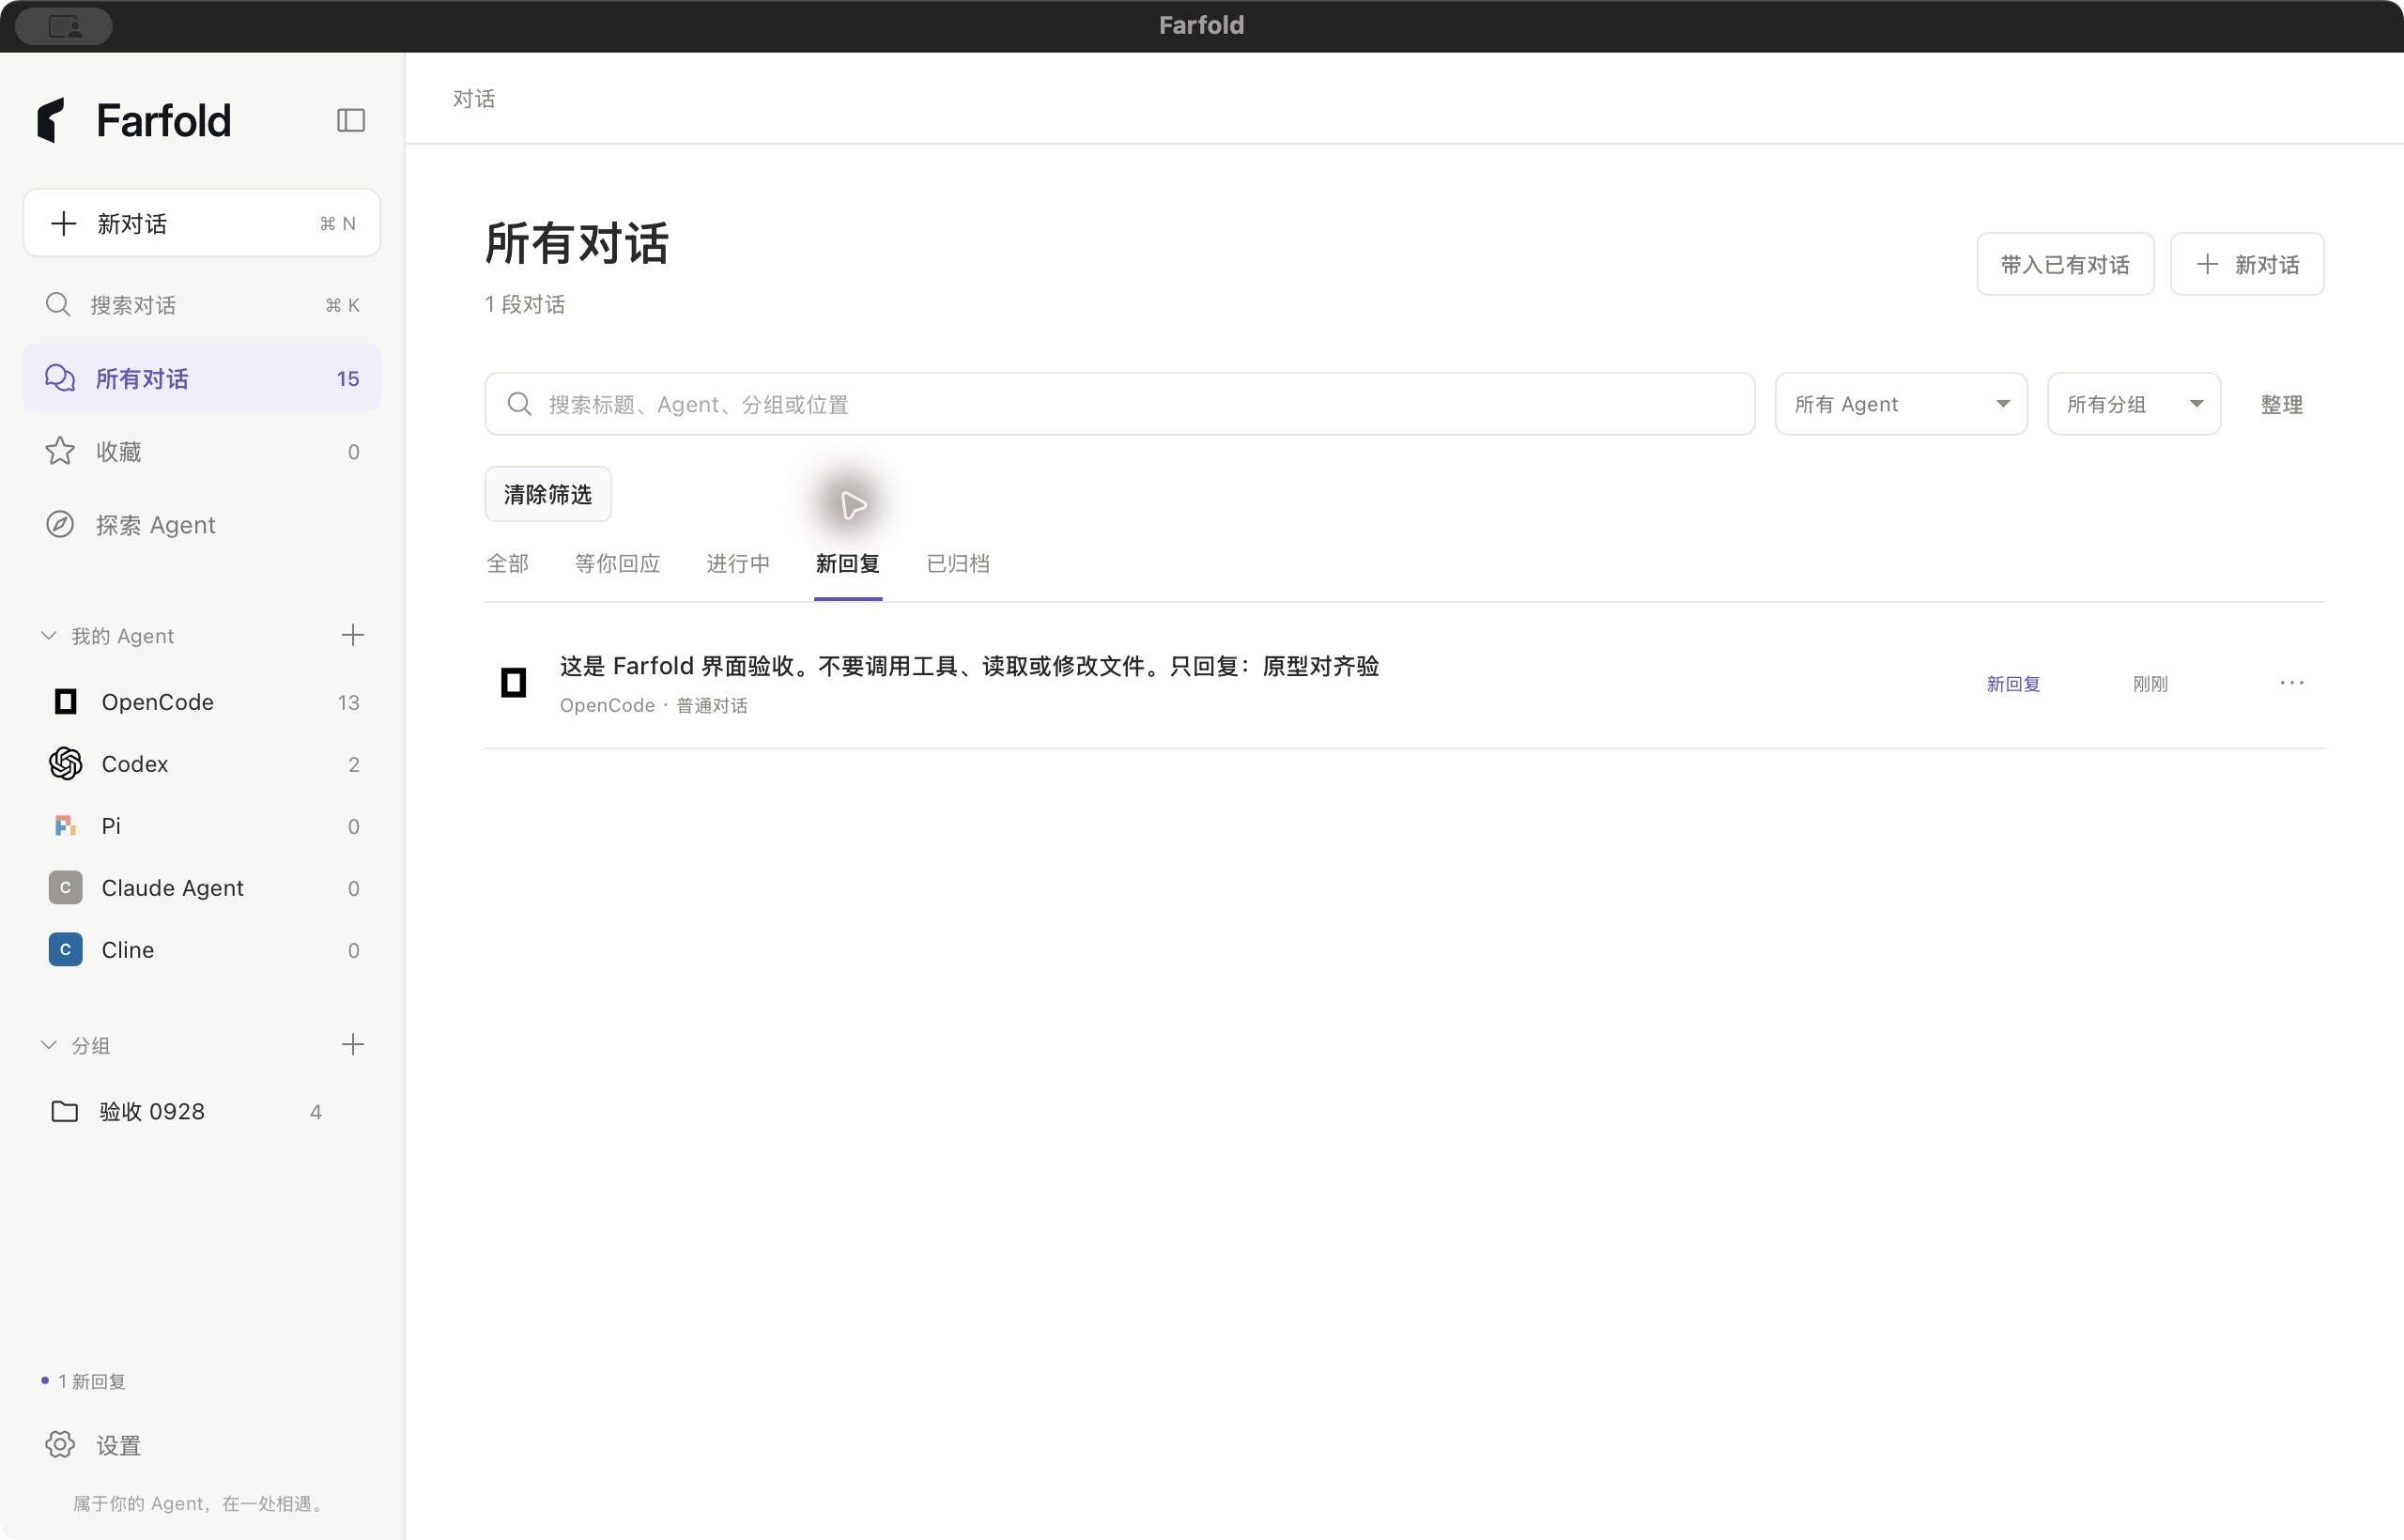 Farfold
Farfold
新对话 ⌘ N
搜索对话 ⌘ K
所有对话 15
收藏 0
探索 Agent
我的 Agent
OpenCode 13
Codex 2
Pi 0
C Claude Agent 0
C Cline 0
分组
验收 0928 4
1 新回复
设置
属于你的 Agent，在一处相遇。
对话
所有对话
1 段对话
带入已有对话
新对话
搜索标题、Agent、分组或位置
所有 Agent
所有分组
整理
清除筛选
全部 等你回应 进行中 新回复 已归档
这是 Farfold 界面验收。不要调用工具、读取或修改文件。只回复：原型对齐验
OpenCode · 普通对话
新回复 刚刚 ···